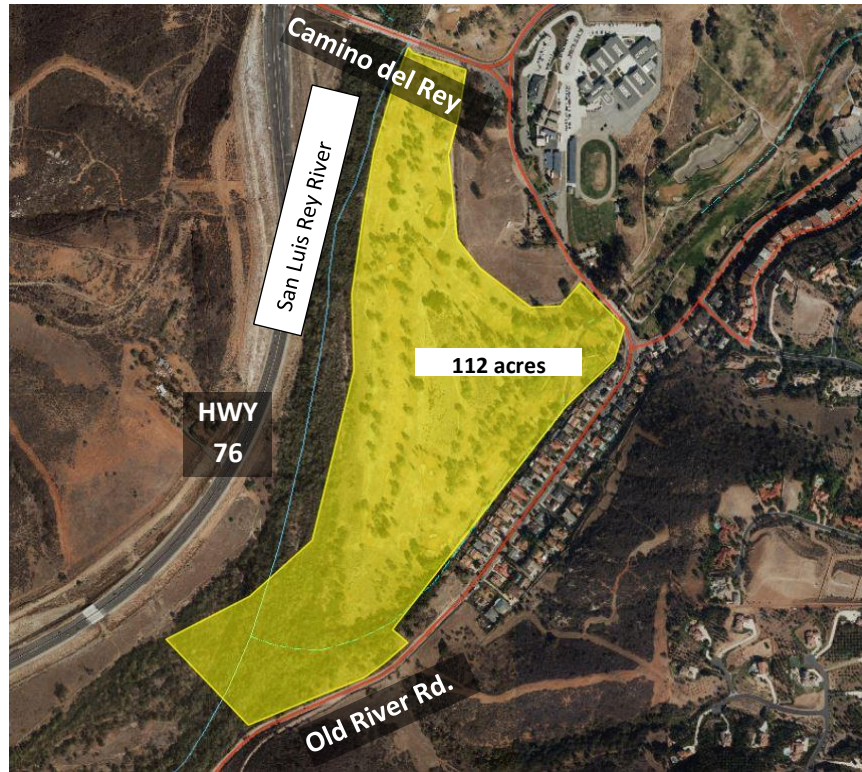 Camino del Rey
San Luis Rey River
112 acres
HWY
76
Old River Rd.